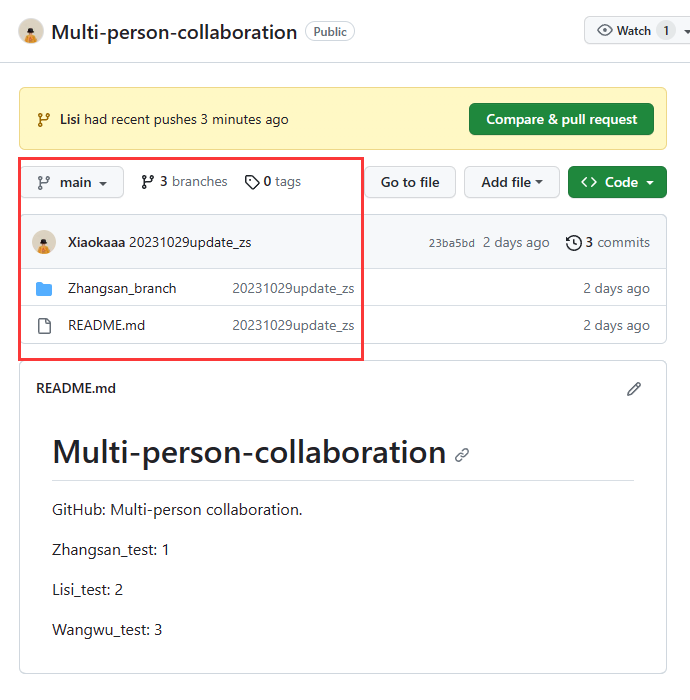 Multi-person-collaboration Public Watch 1
Lisi had recent pushes 3 minutes ago Compare & pull request
main 3 branches 0 tags Go to file Add file Code
Xiaokaaa 20231029update_zs 23ba5bd 2 days ago 3 commits
Zhangsan_branch 20231029update_zs 2 days ago
README.md 20231029update_zs 2 days ago
README.md
Multi-person-collaboration
GitHub: Multi-person collaboration.
Zhangsan_test: 1
Lisi_test: 2
Wangwu_test: 3